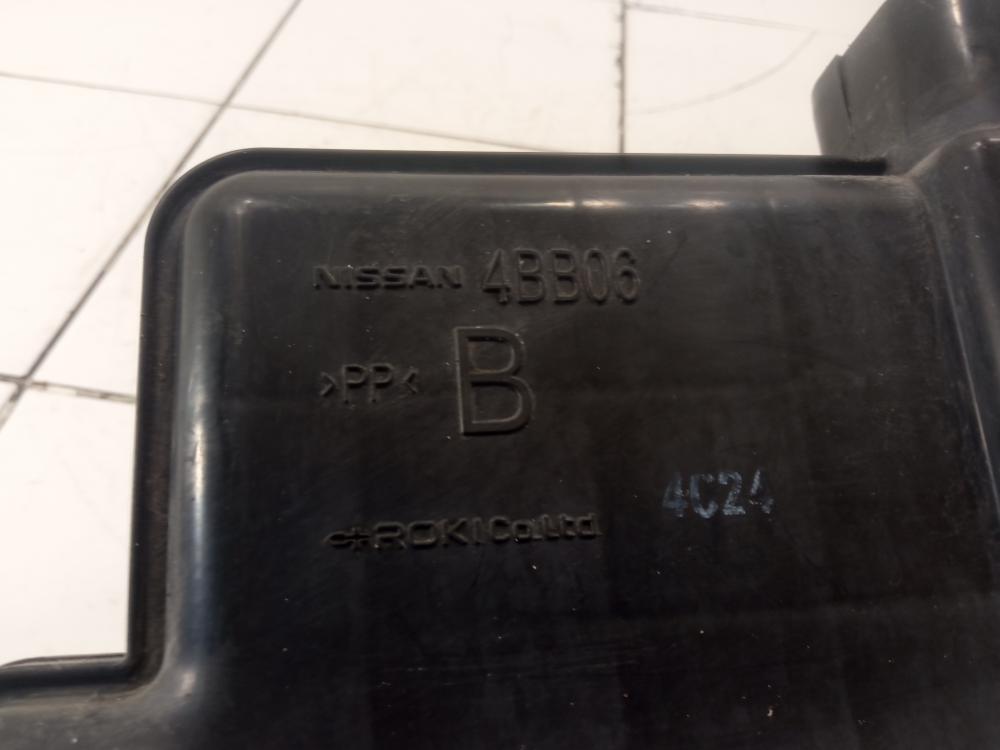 NISSAN 4BB06
>PP< B
4C24
ROKI Co.,Ltd.